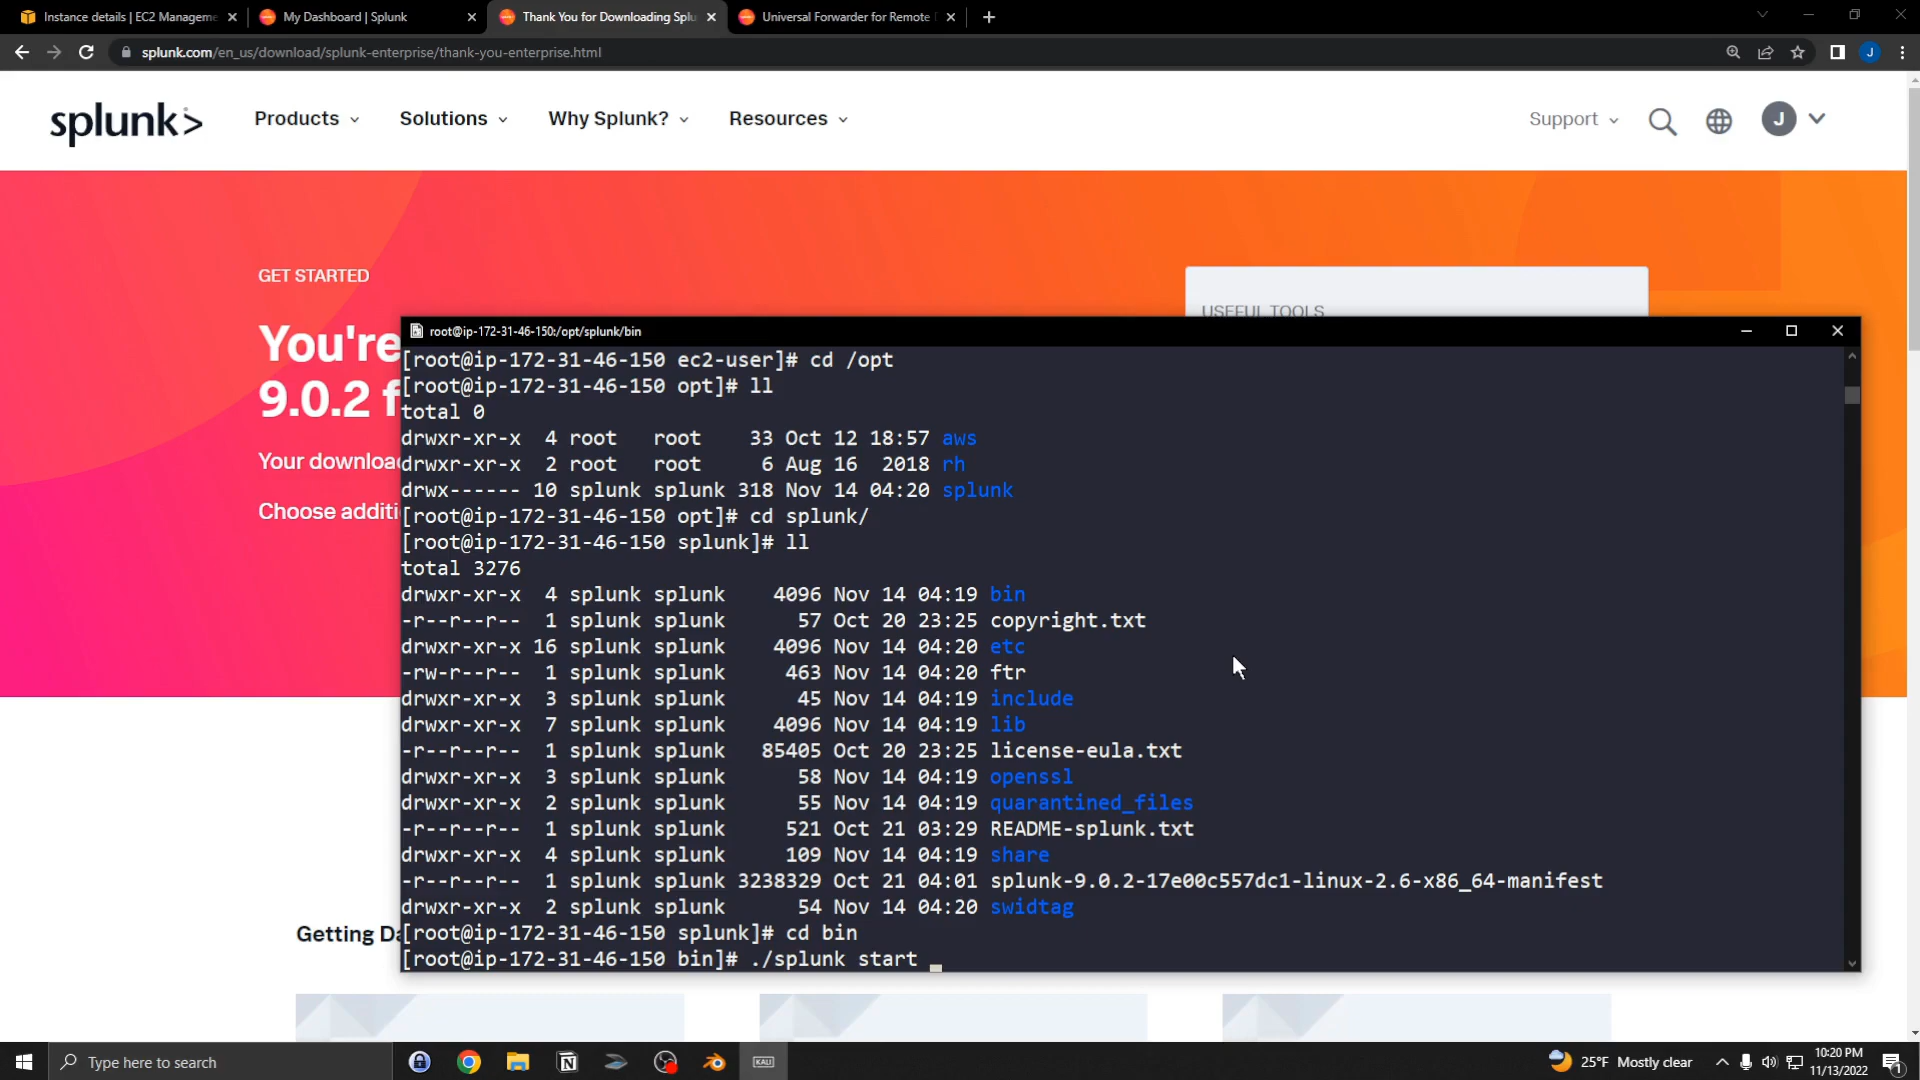 Instance details | EC2 Manageme
My Dashboard | Splunk
Thank You for Downloading Splu
Universal Forwarder for Remote
splunk.com/en_us/download/splunk-enterprise/thank-you-enterprise.html
J
splunk>
Products
Solutions
Why Splunk?
Resources
Support
J
GET STARTED
USEFUL TOOLS
You're
9.0.2 f
Your downloa
Choose additi
Getting Da
root@ip-172-31-46-150:/opt/splunk/bin
[root@ip-172-31-46-150 ec2-user]# cd /opt
[root@ip-172-31-46-150 opt]# ll
total 0
drwxr-xr-x  4 root   root    33 Oct 12 18:57 aws
drwxr-xr-x  2 root   root     6 Aug 16  2018 rh
drwx------ 10 splunk splunk 318 Nov 14 04:20 splunk
[root@ip-172-31-46-150 opt]# cd splunk/
[root@ip-172-31-46-150 splunk]# ll
total 3276
drwxr-xr-x  4 splunk splunk    4096 Nov 14 04:19 bin
-r--r--r--  1 splunk splunk      57 Oct 20 23:25 copyright.txt
drwxr-xr-x 16 splunk splunk    4096 Nov 14 04:20 etc
-rw-r--r--  1 splunk splunk     463 Nov 14 04:20 ftr
drwxr-xr-x  3 splunk splunk      45 Nov 14 04:19 include
drwxr-xr-x  7 splunk splunk    4096 Nov 14 04:19 lib
-r--r--r--  1 splunk splunk   85405 Oct 20 23:25 license-eula.txt
drwxr-xr-x  3 splunk splunk      58 Nov 14 04:19 openssl
drwxr-xr-x  2 splunk splunk      55 Nov 14 04:19 quarantined_files
-r--r--r--  1 splunk splunk     521 Oct 21 03:29 README-splunk.txt
drwxr-xr-x  4 splunk splunk     109 Nov 14 04:19 share
-r--r--r--  1 splunk splunk 3238329 Oct 21 04:01 splunk-9.0.2-17e00c557dc1-linux-2.6-x86_64-manifest
drwxr-xr-x  2 splunk splunk      54 Nov 14 04:20 swidtag
[root@ip-172-31-46-150 splunk]# cd bin
[root@ip-172-31-46-150 bin]# ./splunk start
Type here to search
KALI
25°F Mostly clear
10:20 PM
11/13/2022
1